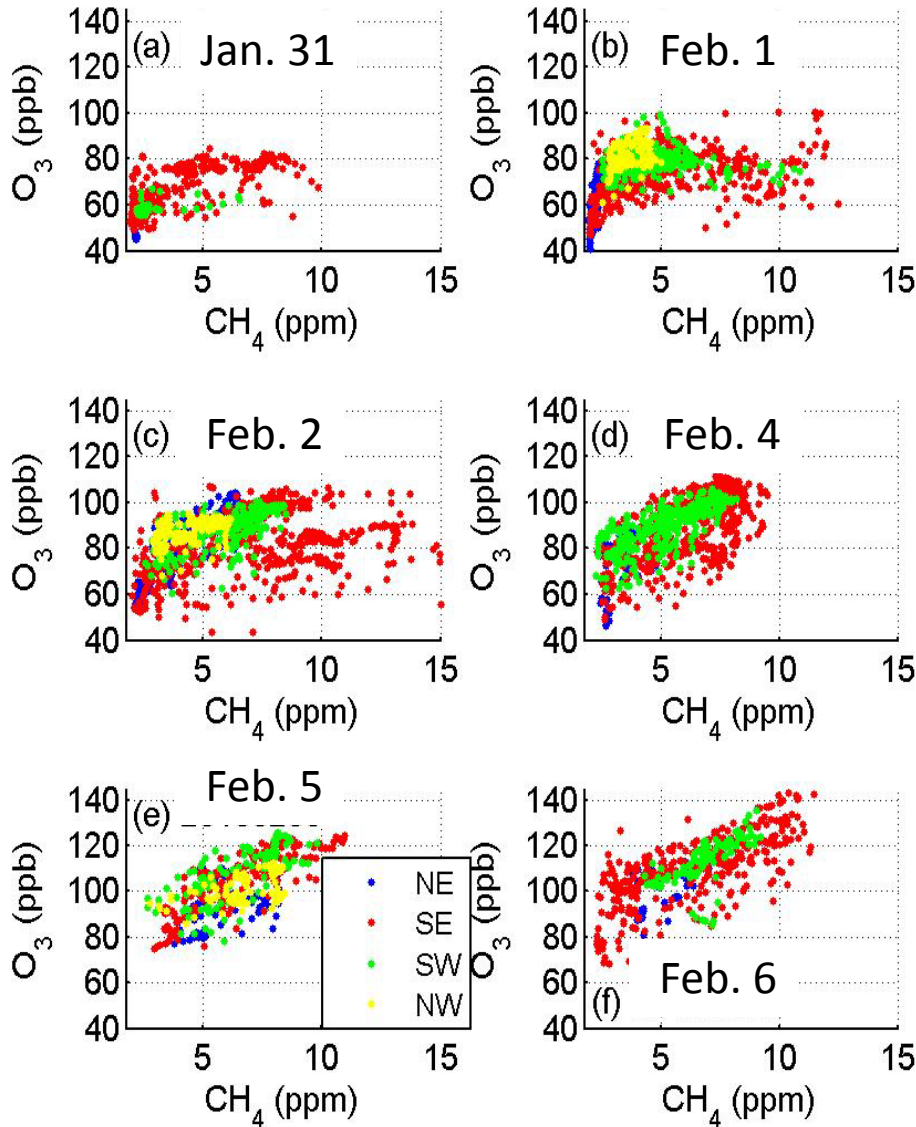 (a) Jan. 31
140
120
100
80
60
40
O3 (ppb)
5 10 15
CH4 (ppm)
(b) Feb. 1
140
120
100
80
60
40
O3 (ppb)
5 10 15
CH4 (ppm)
(c) Feb. 2
140
120
100
80
60
40
O3 (ppb)
5 10 15
CH4 (ppm)
(d) Feb. 4
140
120
100
80
60
40
O3 (ppb)
5 10 15
CH4 (ppm)
(e) Feb. 5
140
120
100
80
60
40
O3 (ppb)
5 10 15
CH4 (ppm)
NE
SE
SW
NW
140
120
100
80
60
40
O3 (ppb)
(f) Feb. 6
5 10 15
CH4 (ppm)